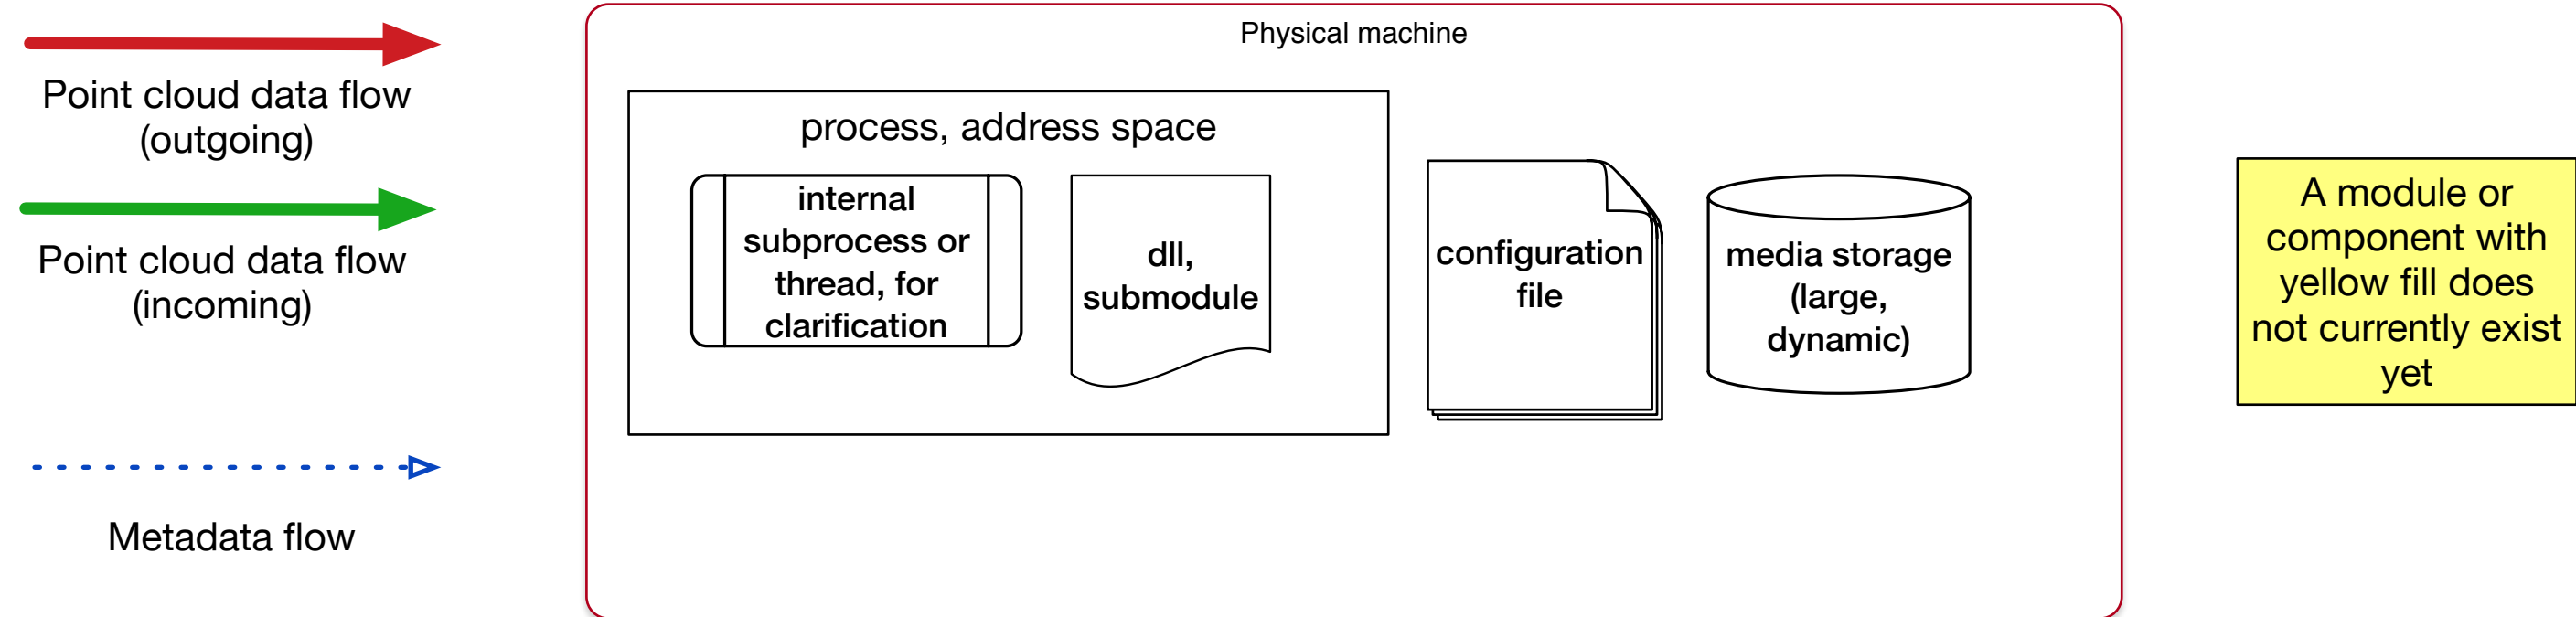 Point cloud data flow
(outgoing)
Point cloud data flow
(incoming)
Metadata flow
Physical machine
process, address space
internal
subprocess or
thread, for
clarification
dll,
submodule
configuration
file
media storage
(large,
dynamic)
A module or
component with
yellow fill does
not currently exist
yet